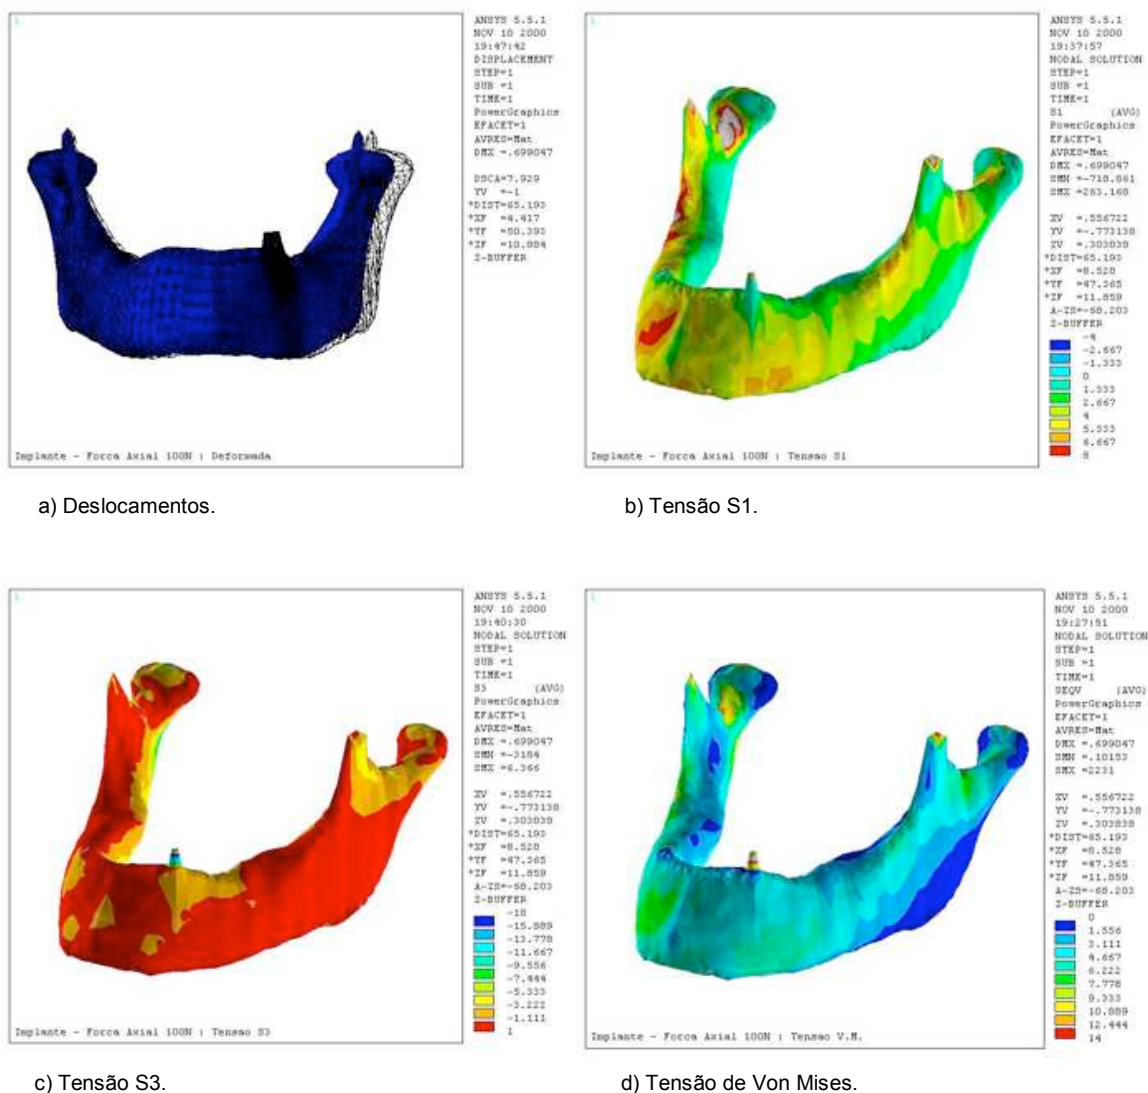 1
ANSYS 5.5.1
NOV 10 2000
19:47:42
DISPLACEMENT
STEP=1
SUB =1
TIME=1
PowerGraphics
EFACET=1
AVRES=Mat
DMX =.699047
DSCA=7.929
YV =-1
*DIST=65.193
*XF =4.417
*YF =50.393
*ZF =10.884
Z-BUFFER
Implante - Forca Axial 100N : Deformada
a) Deslocamentos.
1
ANSYS 5.5.1
NOV 10 2000
19:37:57
NODAL SOLUTION
STEP=1
SUB =1
TIME=1
S1 (AVG)
PowerGraphics
EFACET=1
AVRES=Mat
DMX =.699047
SMN =-718.861
SMX =283.168
XV =.556722
YV =-.773138
ZV =.303838
*DIST=65.193
*XF =8.528
*YF =47.365
*ZF =11.859
A-ZS=-68.203
Z-BUFFER
-4
-2.667
-1.333
0
1.333
2.667
4
5.333
6.667
8
Implante - Forca Axial 100N : Tensao S1
b) Tensão S1.
1
ANSYS 5.5.1
NOV 10 2000
19:40:30
NODAL SOLUTION
STEP=1
SUB =1
TIME=1
S3 (AVG)
PowerGraphics
EFACET=1
AVRES=Mat
DMX =.699047
SMN =-3184
SMX =6.366
XV =.556722
YV =-.773138
ZV =.303838
*DIST=65.193
*XF =8.528
*YF =47.365
*ZF =11.859
A-ZS=-68.203
Z-BUFFER
-18
-15.889
-13.778
-11.667
-9.556
-7.444
-5.333
-3.222
-1.111
1
Implante - Forca Axial 100N : Tensao S3
c) Tensão S3.
1
ANSYS 5.5.1
NOV 10 2000
19:27:51
NODAL SOLUTION
STEP=1
SUB =1
TIME=1
SEQV (AVG)
PowerGraphics
EFACET=1
AVRES=Mat
DMX =.699047
SMN =.10153
SMX =2231
XV =.556722
YV =-.773138
ZV =.303838
*DIST=65.193
*XF =8.528
*YF =47.365
*ZF =11.859
A-ZS=-68.203
Z-BUFFER
0
1.556
3.111
4.667
6.222
7.778
9.333
10.889
12.444
14
Implante - Forca Axial 100N : Tensao V.M.
d) Tensão de Von Mises.